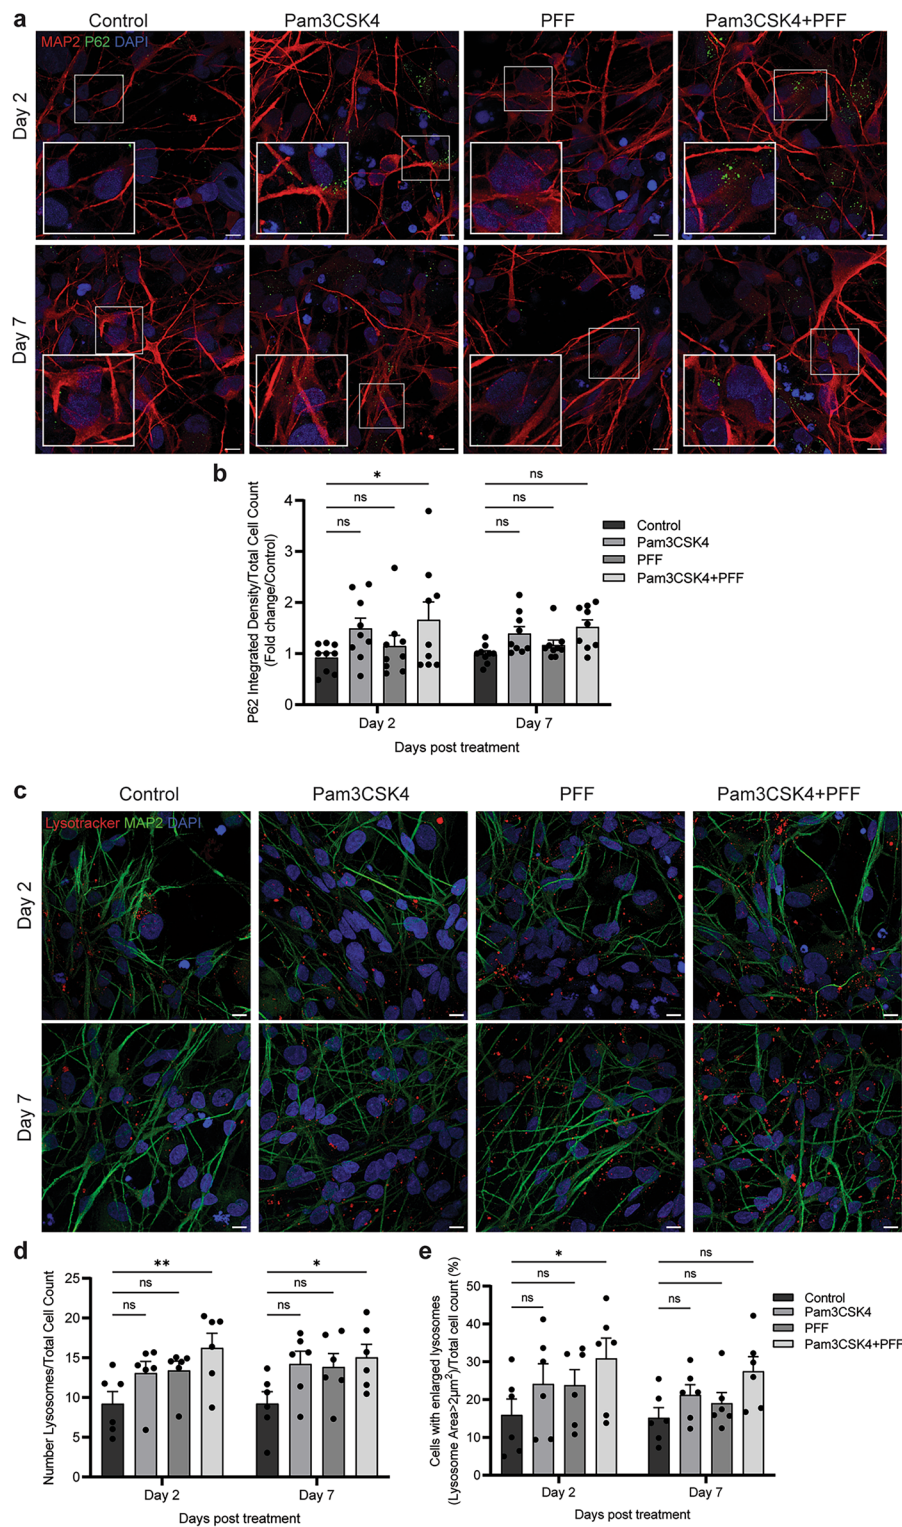 a
Control Pam3CSK4 PFF Pam3CSK4+PFF
MAP2 P62 DAPI
Day 2
Day 7
b
P62 Integrated Density/Total Cell Count
(Fold change/Control)
4
3
2
1
0
* ns
ns ns
ns ns
Control
Pam3CSK4
PFF
Pam3CSK4+PFF
Day 2 Day 7
Days post treatment
c
Control Pam3CSK4 PFF Pam3CSK4+PFF
Lysotracker MAP2 DAPI
Day 2
Day 7
d
Number Lysosomes/Total Cell Count
25
20
15
10
5
0
** *
ns ns
ns ns
Day 2 Day 7
Days post treatment
e
Cells with enlarged lysosomes
(Lysosome Area>2µm²)/Total cell count (%)
50
40
30
20
10
0
* ns
ns ns
ns ns
Control
Pam3CSK4
PFF
Pam3CSK4+PFF
Day 2 Day 7
Days post treatment